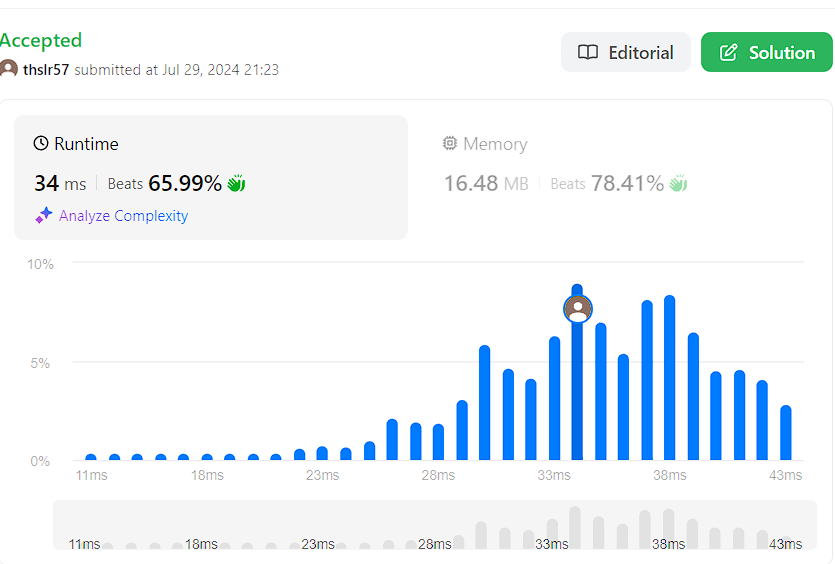 Accepted
thslr57 submitted at Jul 29, 2024 21:23
Editorial
Solution
Runtime
34 ms Beats 65.99%
Analyze Complexity
Memory
16.48 MB Beats 78.41%
10%
5%
0%
11ms 18ms 23ms 28ms 33ms 38ms 43ms
11ms 18ms 23ms 28ms 33ms 38ms 43ms